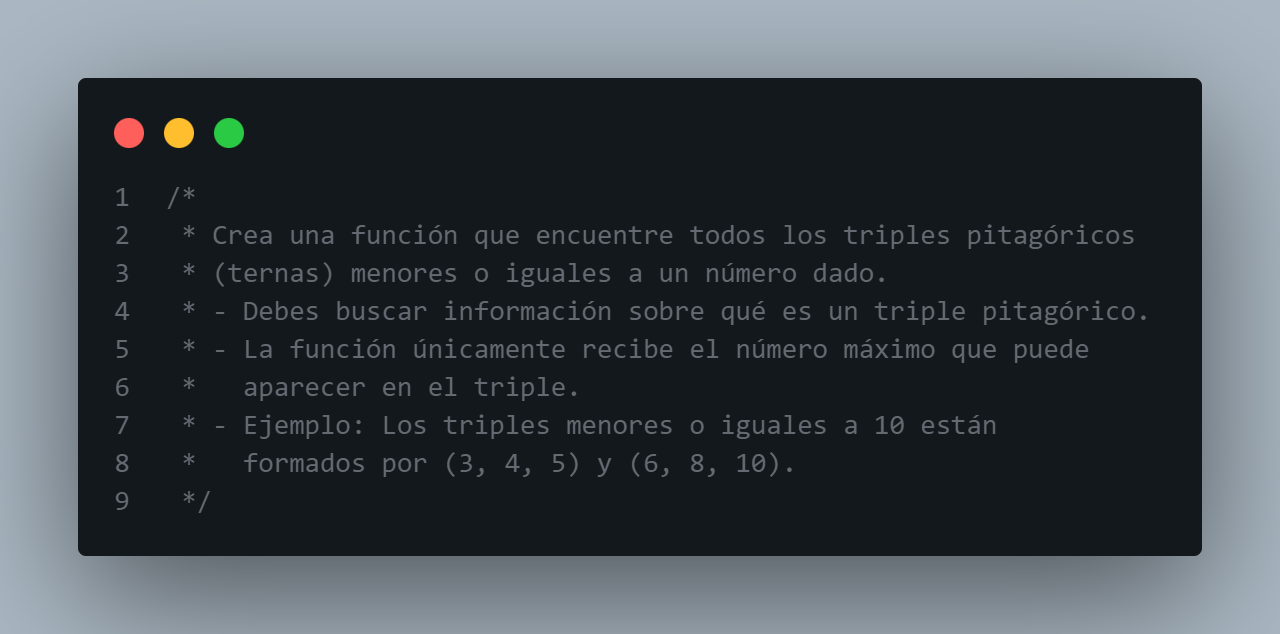 1 /*
2 * Crea una función que encuentre todos los triples pitagóricos
3 * (ternas) menores o iguales a un número dado.
4 * - Debes buscar información sobre qué es un triple pitagórico.
5 * - La función únicamente recibe el número máximo que puede
6 *   aparecer en el triple.
7 * - Ejemplo: Los triples menores o iguales a 10 están
8 *   formados por (3, 4, 5) y (6, 8, 10).
9 */